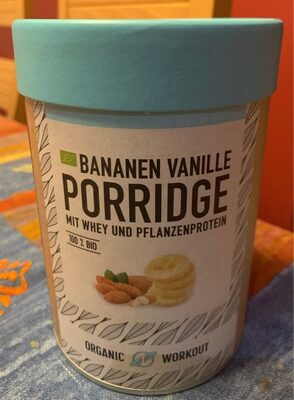 BANANEN VANILLE
PORRIDGE
MIT WHEY UND PFLANZENPROTEIN
100 % BIO
ORGANIC WORKOUT